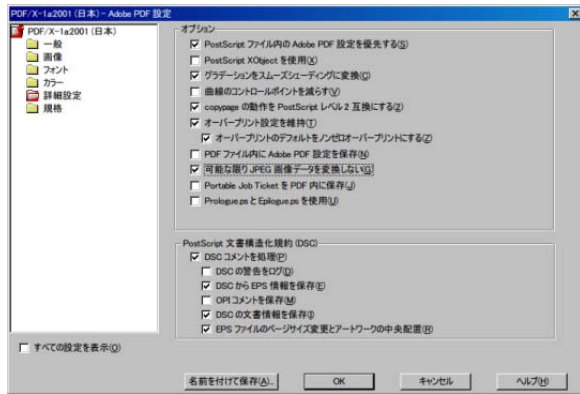 PDF/X-1a:2001 (日本) - Adobe PDF 設定
PDF/X-1a:2001 (日本)
一般
画像
フォント
カラー
詳細設定
規格
すべての設定を表示(O)
オプション
PostScript ファイル内の Adobe PDF 設定を優先する(S)
PostScript XObject を使用(X)
グラデーションをスムーズシェーディングに変換(C)
曲線のコントロールポイントを減らす(V)
copypage の動作を PostScript レベル 2 互換にする(2)
オーバープリント設定を維持(T)
オーバープリントのデフォルトをノンゼロオーバープリントにする(Z)
PDF ファイル内に Adobe PDF 設定を保存(N)
可能な限り JPEG 画像データを変換しない(G)
Portable Job Ticket を PDF 内に保存(J)
Prologue.ps と Epilogue.ps を使用(U)
PostScript 文書構造化規約 (DSC)
DSC コメントを処理(P)
DSC の警告をログ(D)
DSC から EPS 情報を保存(E)
OPI コメントを保存(M)
DSC の文書情報を保存(I)
EPS ファイルのページサイズ変更とアートワークの中央配置(R)
名前を付けて保存(A)...
OK
キャンセル
ヘルプ(H)